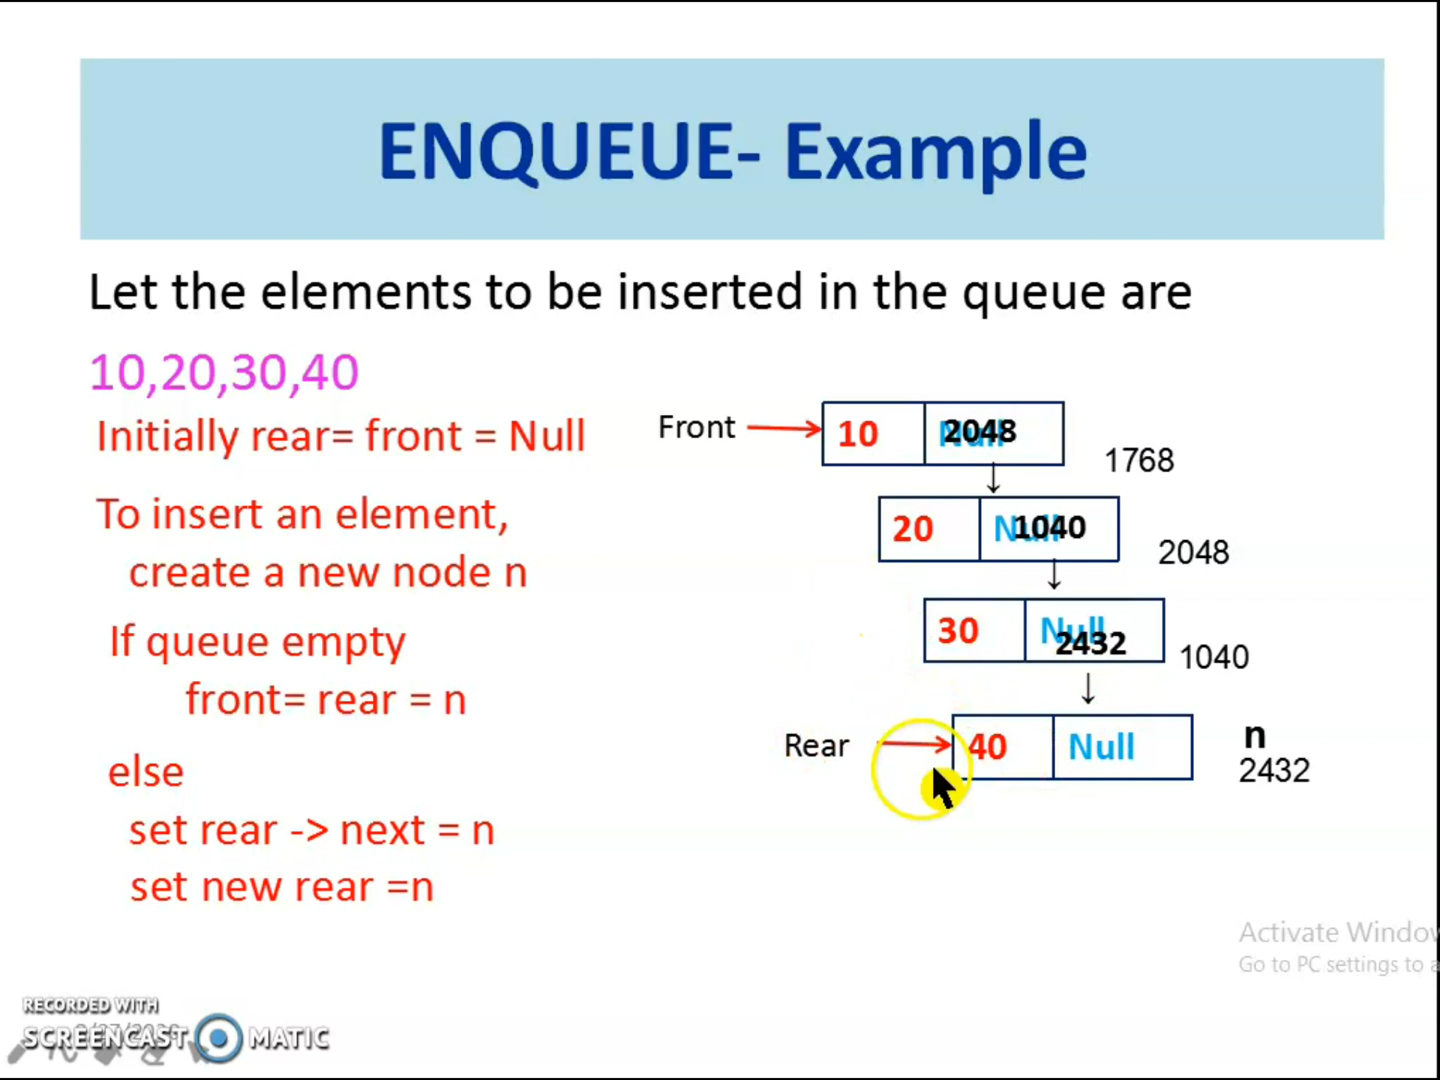 ENQUEUE- Example
Let the elements to be inserted in the queue are
10,20,30,40
Initially rear= front = Null
To insert an element,
create a new node n
If queue empty
front= rear = n
else
set rear -> next = n
set new rear =n
Front
10
Null
2048
1768
20
Null
1040
2048
30
Null
2432
1040
Rear
40
Null
n
2432
Activate Window
Go to PC settings to a
RECORDED WITH
SCREENCAST MATIC